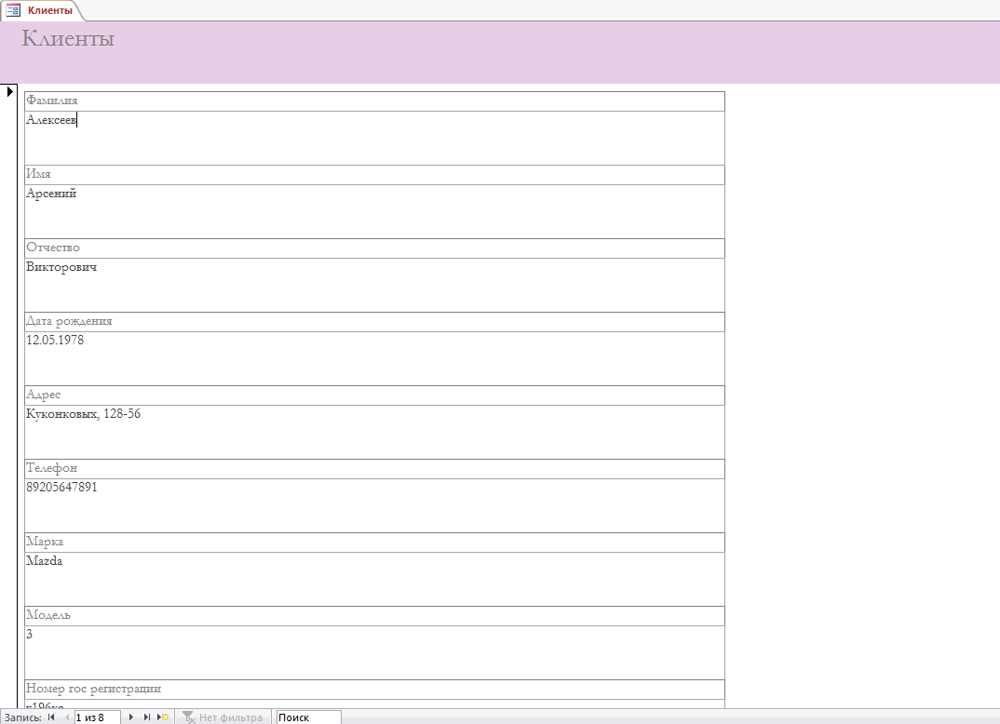 Клиенты
Клиенты
Фамилия
Алексеев
Имя
Арсений
Отчество
Викторович
Дата рождения
12.05.1978
Адрес
Куконковых, 128-56
Телефон
89205647891
Марка
Mazda
Модель
3
Номер гос регистрации
Запись: 1 из 8 Нет фильтра Поиск